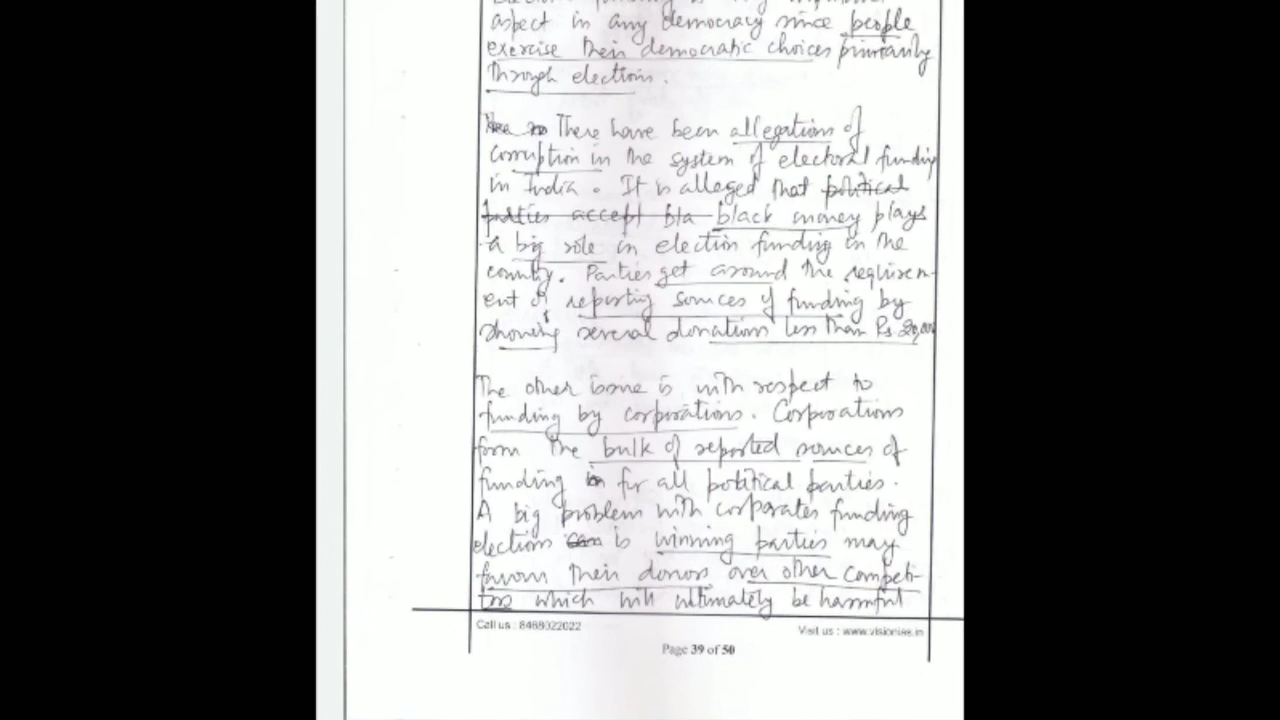 aspect in any democracy since people
exercise their democratic choices primarily
through elections.
There have been allegations of
Corruption in the system of electoral funding
in India. It is alleged that political
parties accept bla black money plays
a big role in election funding in the
country. Parties get around the requirem-
ent of reporting sources of funding by
showing several donations less than Rs 20,000
The other issue is with respect to
funding by corporations. Corporations
form the bulk of reported sources of
funding in for all political parties.
A big problem with corporates funding
elections can is winning parties may
favour their donors over other competi-
tors which will ultimately be harmful
Call us : 8468022022
Visit us : www.visionias.in
Page 39 of 50